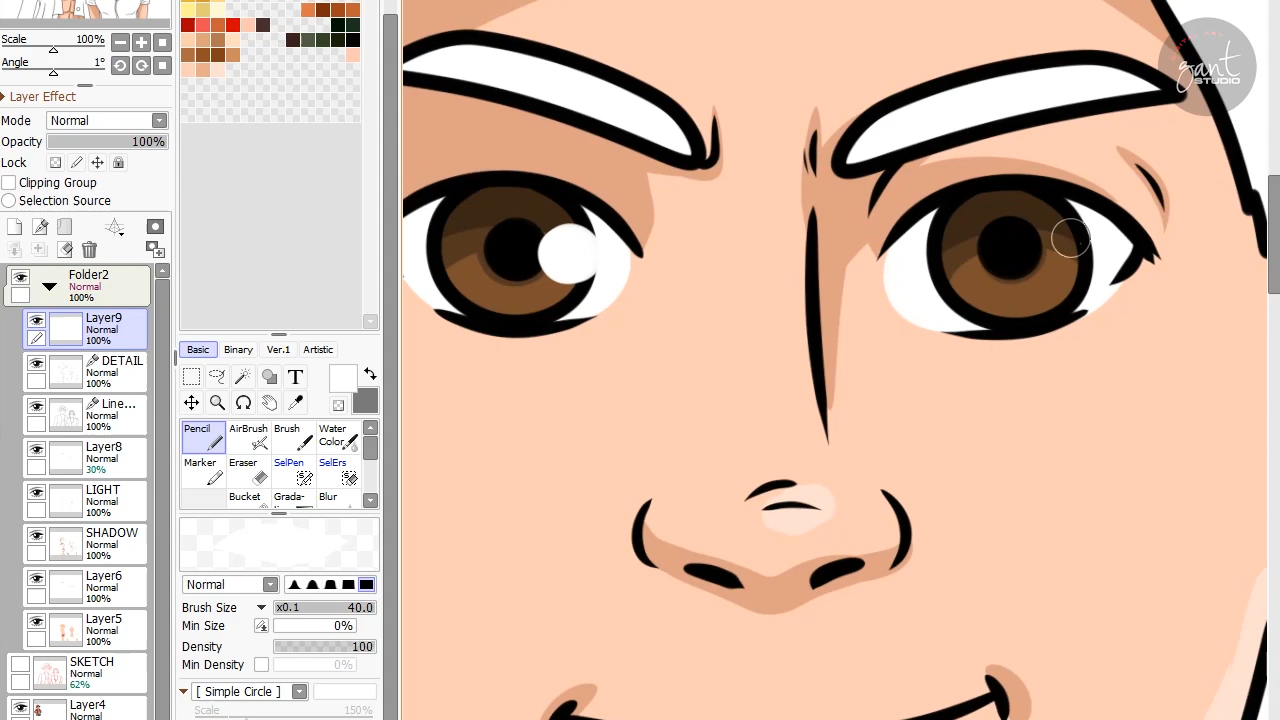 Scale 100%
Angle 1°
Layer Effect
Mode Normal
Opacity 100%
Lock
Clipping Group
Selection Source
Folder2
Normal
100%
Layer9
Normal
100%
DETAIL
Normal
100%
Line...
Normal
100%
Layer8
Normal
30%
LIGHT
Normal
100%
SHADOW
Normal
100%
Layer6
Normal
100%
Layer5
Normal
100%
SKETCH
Normal
62%
Layer4
Normal
Basic Binary Ver.1 Artistic
T
Pencil AirBrush Brush Water Color
Marker Eraser SelPen SelErs
Bucket Grada- Blur
Normal
Brush Size x0.1 40.0
Min Size 0%
Density 100
Min Density 0%
[ Simple Circle ]
Scale 150%
gant
STUDIO